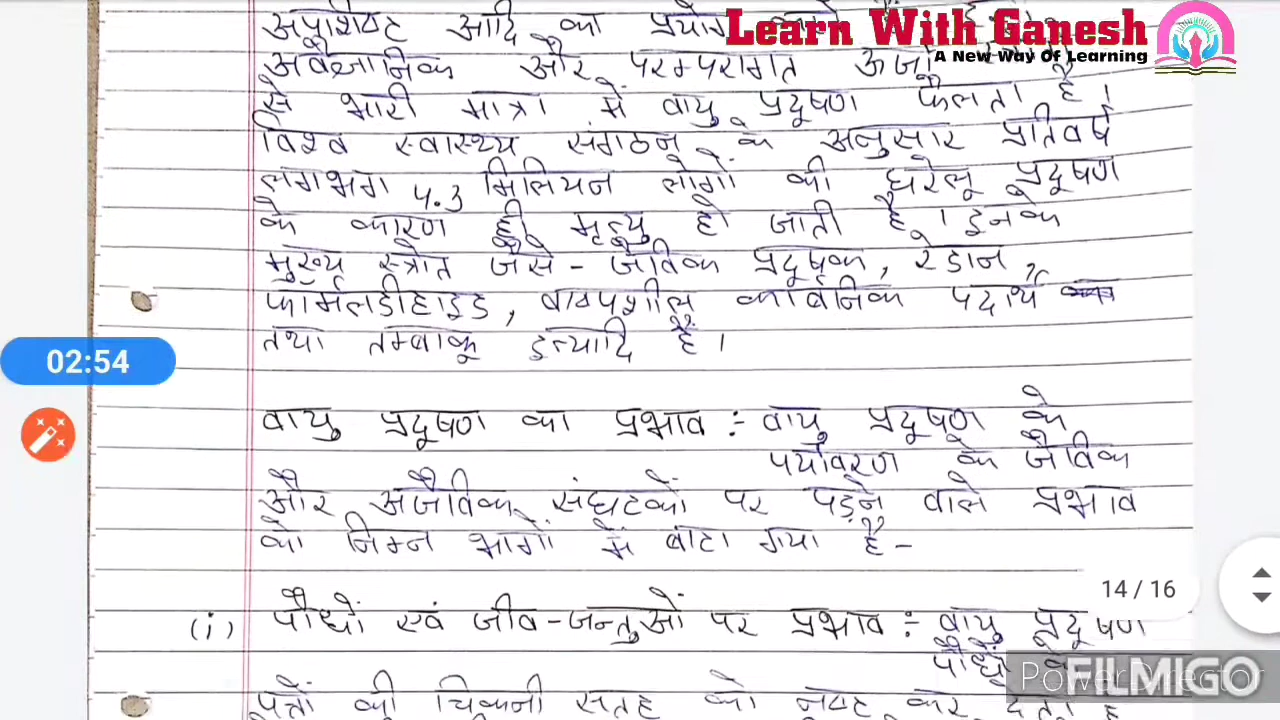 अपशिष्ट आदि का प्रयोग
Learn With Ganesh
A New Way Of Learning
अवैज्ञानिक और परम्परागत ऊर्जा
से भारी मात्रा में वायु प्रदूषण फैलता है।
विश्व स्वास्थ्य संगठन के अनुसार प्रतिवर्ष
लगभग 4.3 मिलियन लोगों की घरेलू प्रदूषण
के कारण ही मृत्यु हो जाती है। इनके
मुख्य स्त्रोत जैसे - जैविक प्रदूषक, रेडान,
फार्मलडीहाइड, वाष्पशील कार्बनिक पदार्थ
तथा तम्बाकू इत्यादि हैं।
02:54
वायु प्रदूषण का प्रभाव :- वायु प्रदूषण के
पर्यावरण के जैविक
और अजैविक संघटकों पर पड़ने वाले प्रभाव
को निम्न भागों में बांटा गया है -
14/16
(i) पौधों एवं जीव-जन्तुओं पर प्रभाव :- वायु प्रदूषण
पौधों के
FILMIGO
PowerDirector
पत्तों की चिकनी सतह को नष्ट कर देता है